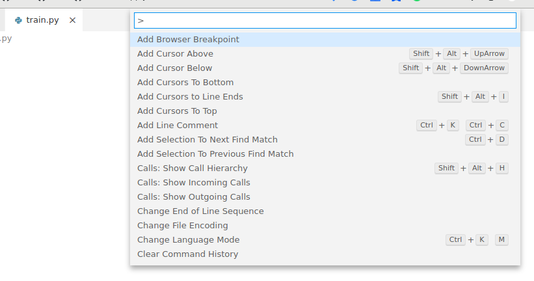 train.py
.py
>
Add Browser Breakpoint
Add Cursor Above Shift + Alt + UpArrow
Add Cursor Below Shift + Alt + DownArrow
Add Cursors To Bottom
Add Cursors to Line Ends Shift + Alt + I
Add Cursors To Top
Add Line Comment Ctrl + K Ctrl + C
Add Selection To Next Find Match Ctrl + D
Add Selection To Previous Find Match
Calls: Show Call Hierarchy Shift + Alt + H
Calls: Show Incoming Calls
Calls: Show Outgoing Calls
Change End of Line Sequence
Change File Encoding
Change Language Mode Ctrl + K M
Clear Command History